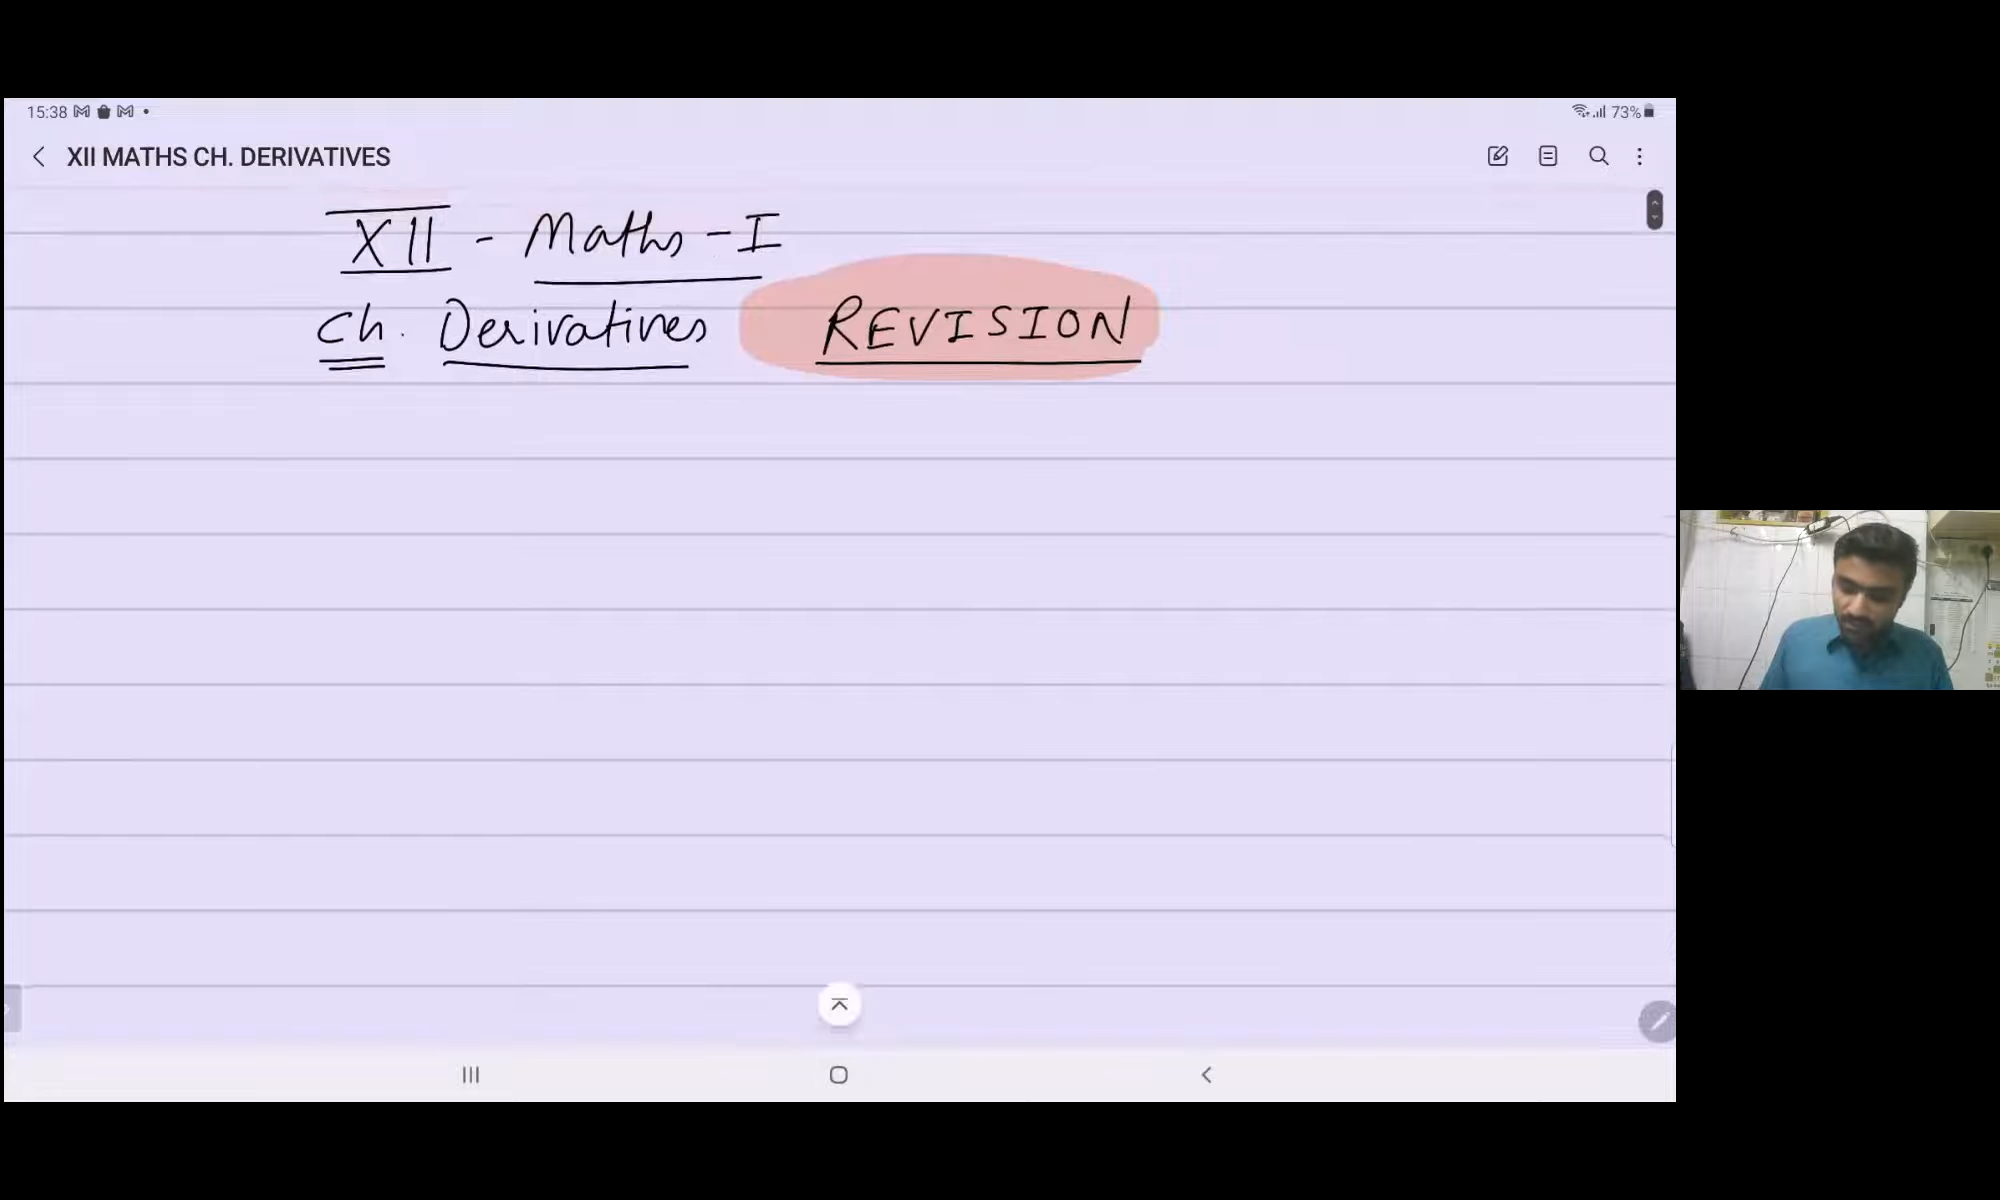 15:38
73%
XII MATHS CH. DERIVATIVES
XII - Maths - I
Ch. Derivatives REVISION